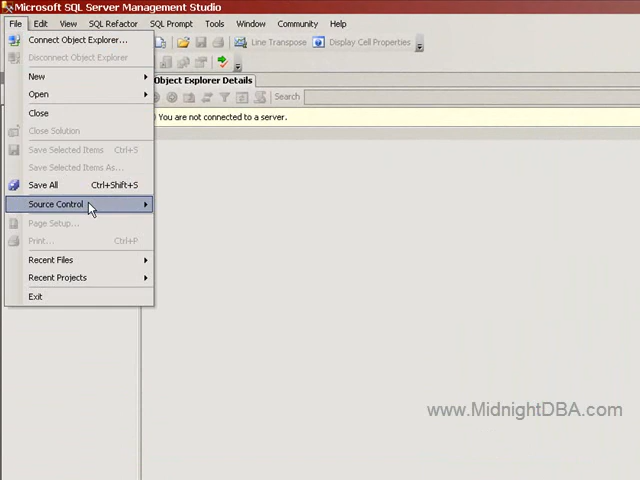 Microsoft SQL Server Management Studio
File Edit View SQL Refactor SQL Prompt Tools Window Community Help
Connect Object Explorer...
Disconnect Object Explorer
New
Open
Close
Close Solution
Save Selected Items Ctrl+S
Save Selected Items As...
Save All Ctrl+Shift+S
Source Control
Page Setup...
Print... Ctrl+P
Recent Files
Recent Projects
Exit
Line Transpose Display Cell Properties
Object Explorer Details
Search
You are not connected to a server.
www.MidnightDBA.com